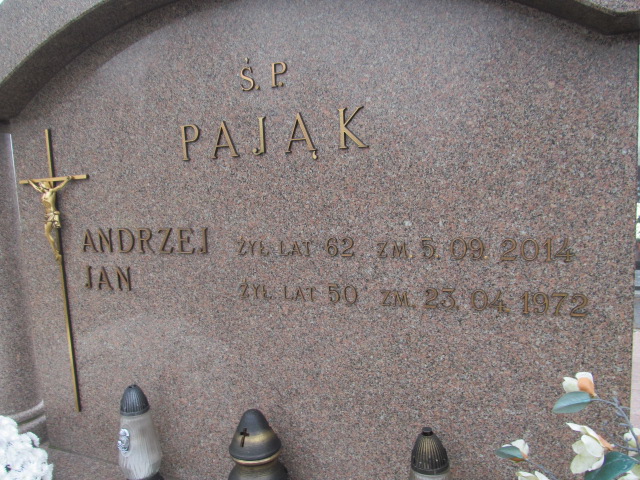 Ś. P.
PAJĄK
ANDRZEJ ŻYŁ LAT 62 ZM. 5. 09. 2014
JAN ŻYŁ LAT 50 ZM. 23. 04. 1972